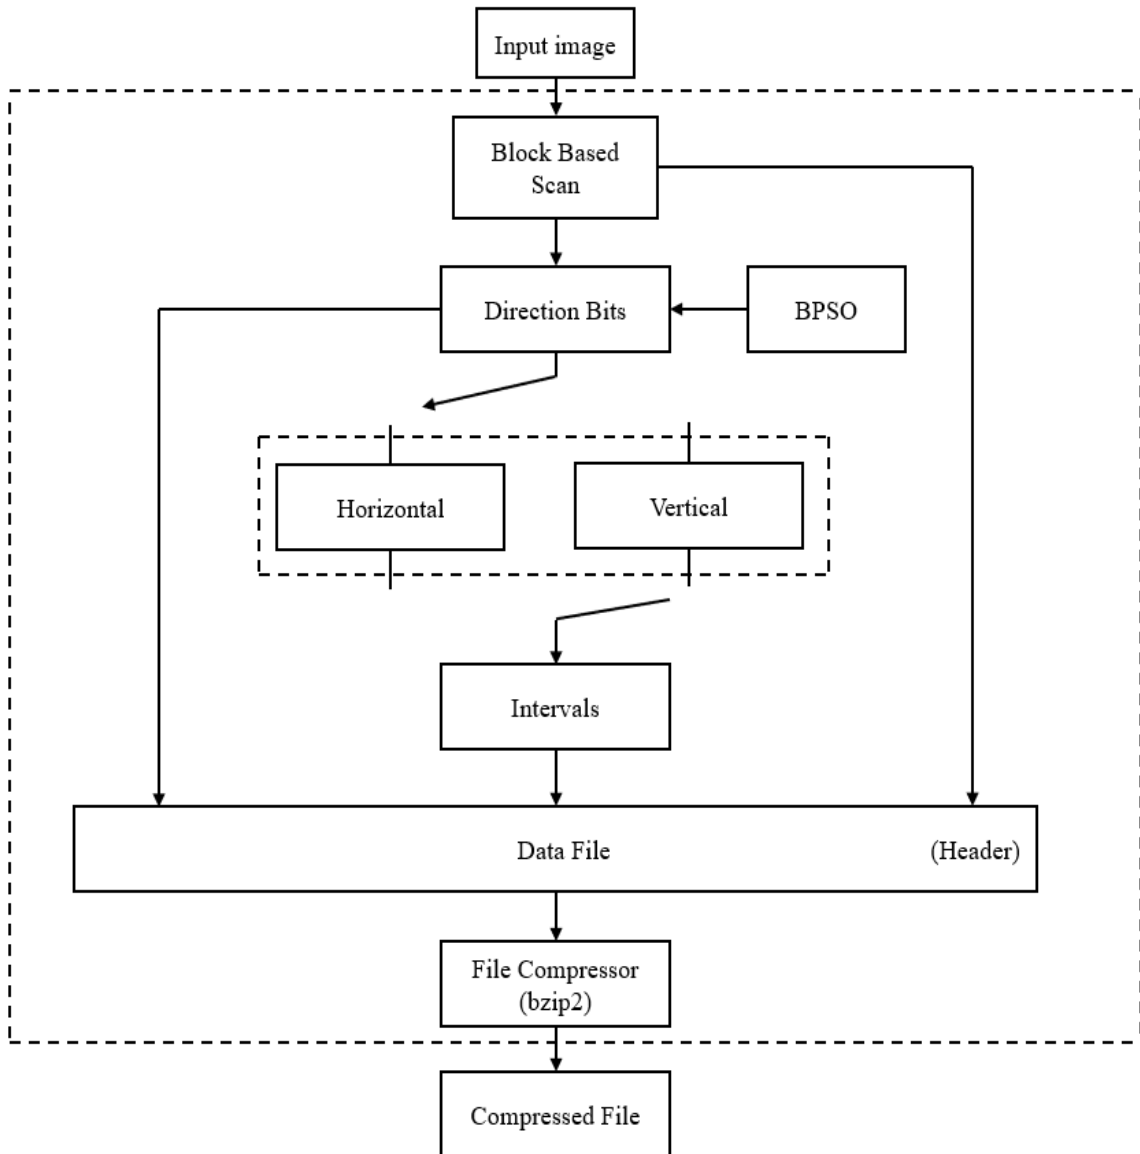 Input image
Block Based
Scan
Direction Bits
BPSO
Horizontal
Vertical
Intervals
Data File
(Header)
File Compressor
(bzip2)
Compressed File